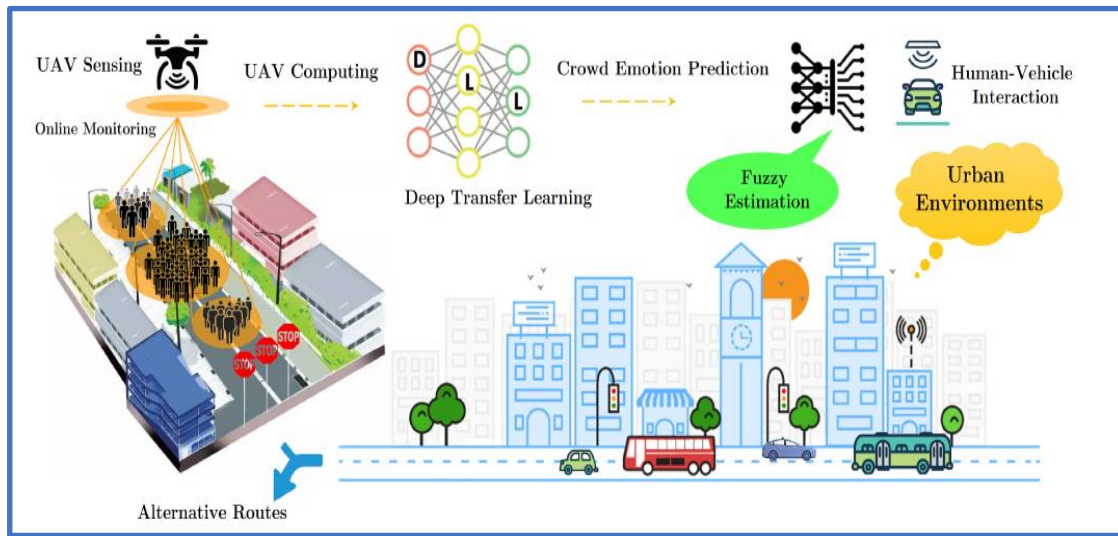 UAV Sensing
UAV Computing
Crowd Emotion Prediction
Human-Vehicle
Interaction
Online Monitoring
D
L
L
Deep Transfer Learning
Fuzzy
Estimation
Urban
Environments
STOP
STOP
STOP
Alternative Routes